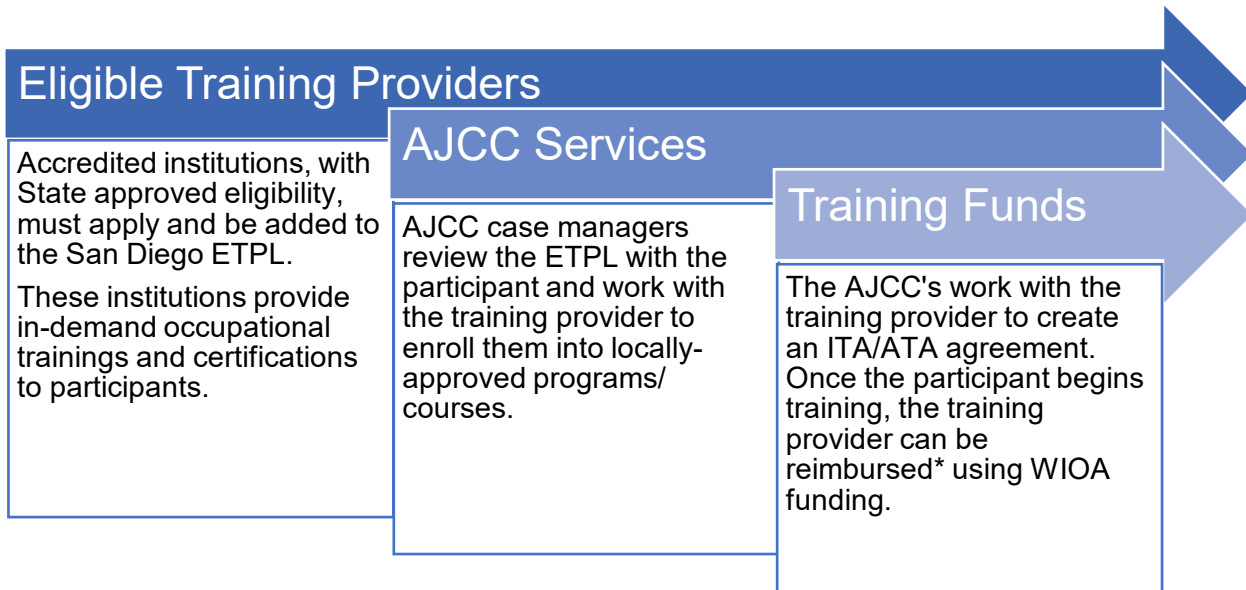 Eligible Training Providers
Accredited institutions, with
State approved eligibility,
must apply and be added to
the San Diego ETPL.
These institutions provide
in-demand occupational
trainings and certifications
to participants.
AJCC Services
AJCC case managers
review the ETPL with the
participant and work with
the training provider to
enroll them into locally-
approved programs/
courses.
Training Funds
The AJCC's work with the
training provider to create
an ITA/ATA agreement.
Once the participant begins
training, the training
provider can be
reimbursed* using WIOA
funding.